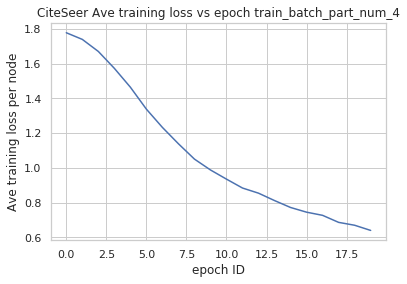 CiteSeer Ave training loss vs epoch train_batch_part_num_4
Ave training loss per node
1.8
1.6
1.4
1.2
1.0
0.8
0.6
0.0 2.5 5.0 7.5 10.0 12.5 15.0 17.5
epoch ID